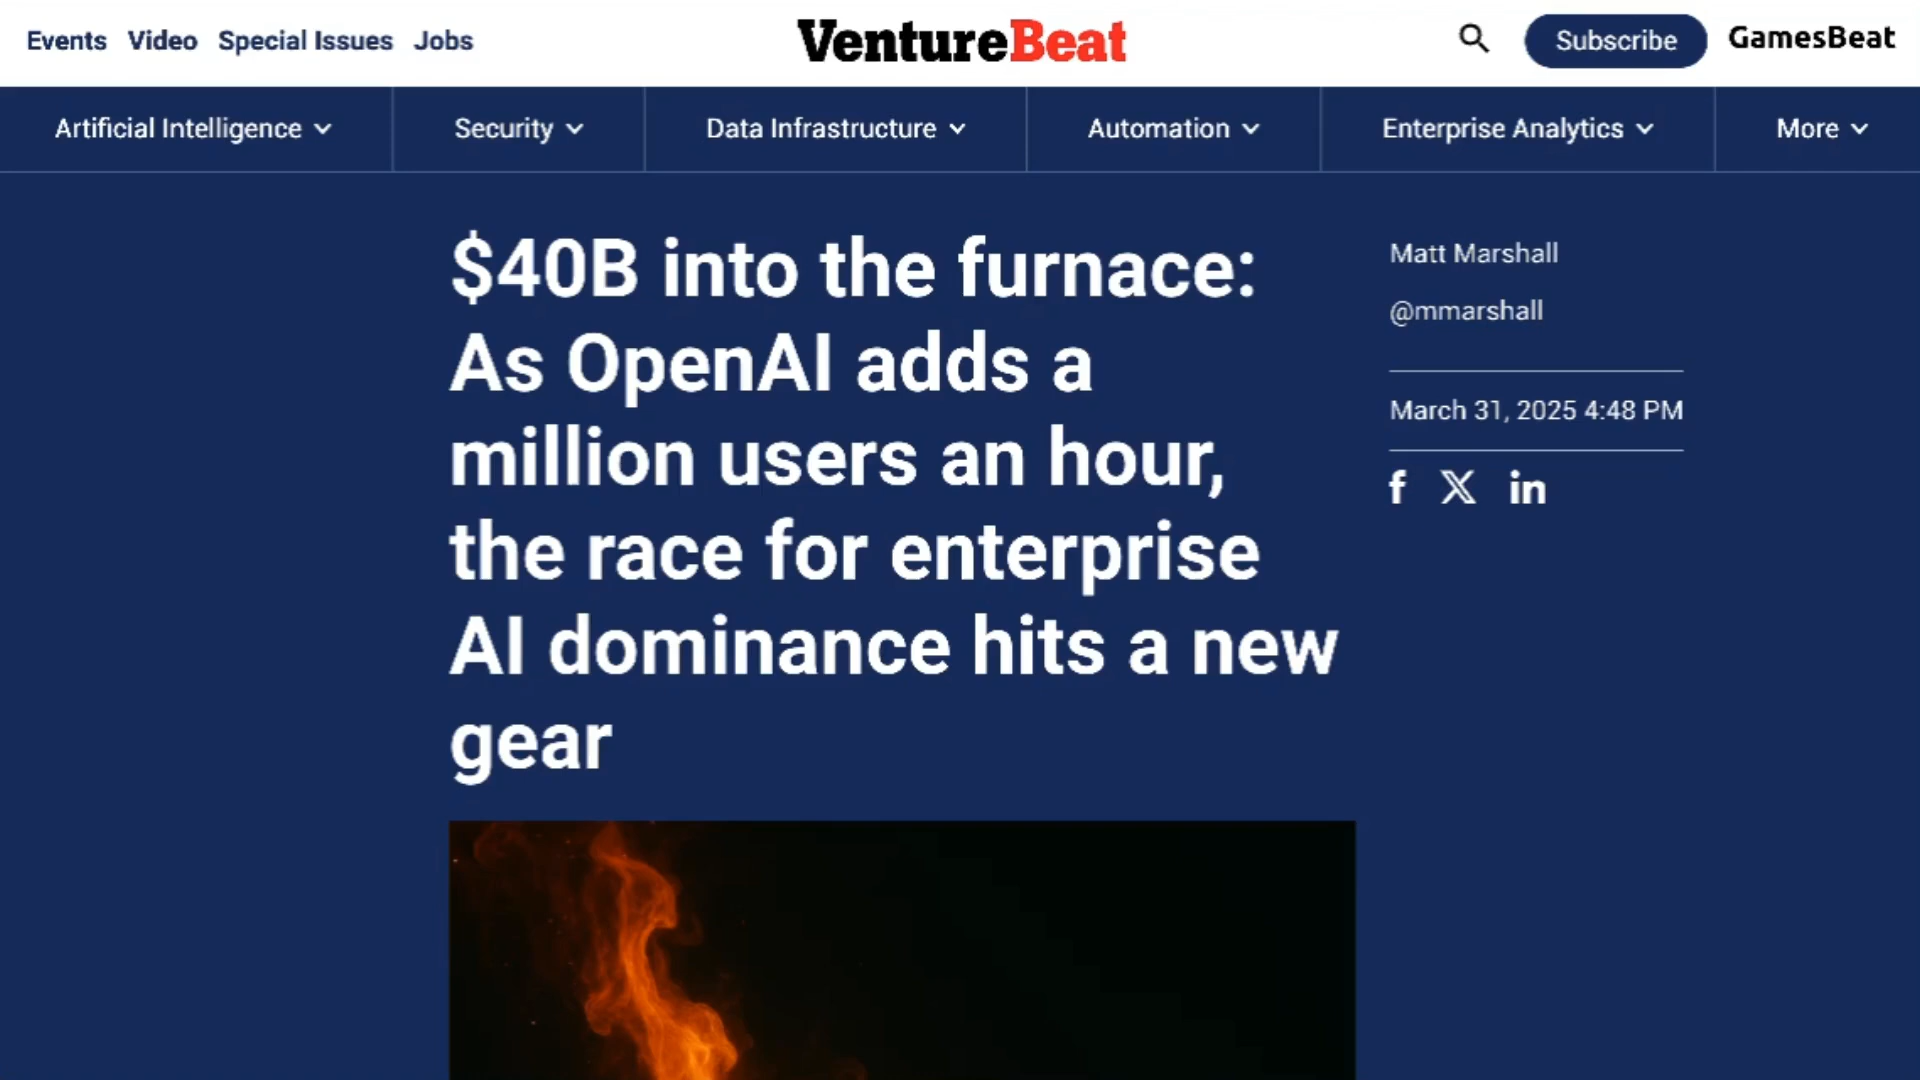 Events Video Special Issues Jobs
VentureBeat
Subscribe
GamesBeat
Artificial Intelligence
Security
Data Infrastructure
Automation
Enterprise Analytics
More
$40B into the furnace:
As OpenAI adds a
million users an hour,
the race for enterprise
AI dominance hits a new
gear
Matt Marshall
@mmarshall
March 31, 2025 4:48 PM